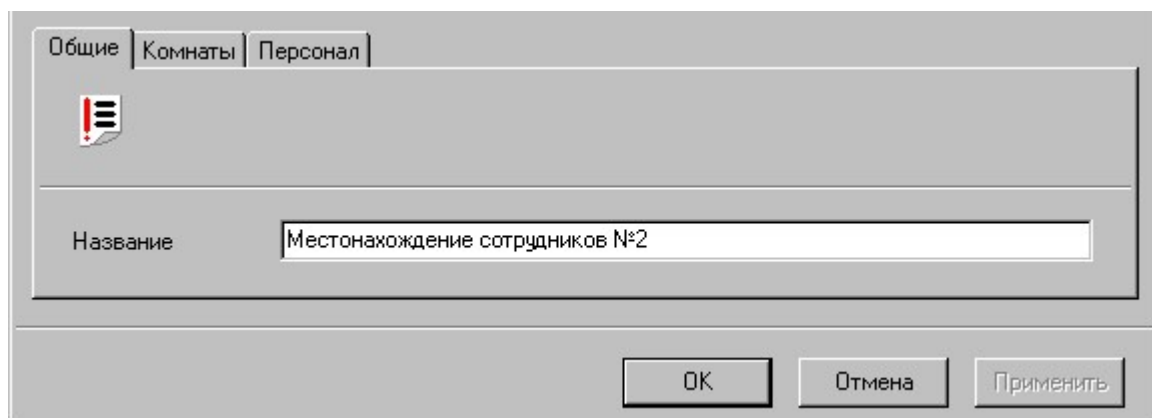 Общие Комнаты Персонал
Название Местонахождение сотрудников №2
OK Отмена Применить